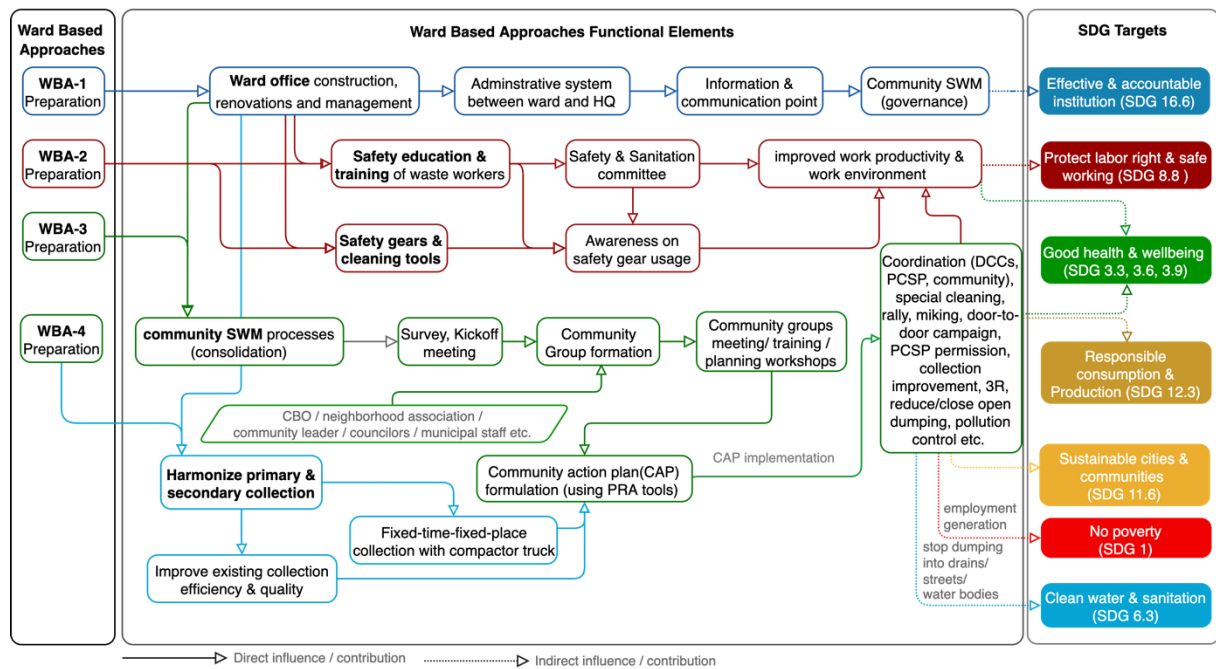 Ward Based
Approaches
Ward Based Approaches Functional Elements
SDG Targets
WBA-1
Preparation
Ward office construction,
renovations and management
Adminstrative system
between ward and HQ
Information &
communication point
Community SWM
(governance)
Effective & accountable
institution (SDG 16.6)
WBA-2
Preparation
Safety education &
training of waste workers
Safety & Sanitation
committee
improved work productivity &
work environment
Protect labor right & safe
working (SDG 8.8 )
WBA-3
Preparation
Safety gears &
cleaning tools
Awareness on
safety gear usage
Coordination (DCCs,
PCSP, community),
special cleaning,
rally, miking, door-to-
door campaign,
PCSP permission,
collection
improvement, 3R,
reduce/close open
dumping, pollution
control etc.
Good health & wellbeing
(SDG 3.3, 3.6, 3.9)
WBA-4
Preparation
community SWM processes
(consolidation)
Survey, Kickoff
meeting
Community
Group formation
Community groups
meeting/ training /
planning workshops
Responsible
consumption &
Production (SDG 12.3)
CBO / neighborhood association /
community leader / councilors / municipal staff etc.
Harmonize primary &
secondary collection
Community action plan(CAP)
formulation (using PRA tools)
CAP implementation
Sustainable cities &
communities
(SDG 11.6)
Fixed-time-fixed-place
collection with compactor truck
employment
generation
No poverty
(SDG 1)
Improve existing collection
efficiency & quality
stop dumping
into drains/
streets/
water bodies
Clean water & sanitation
(SDG 6.3)
Direct influence / contribution
Indirect influence / contribution